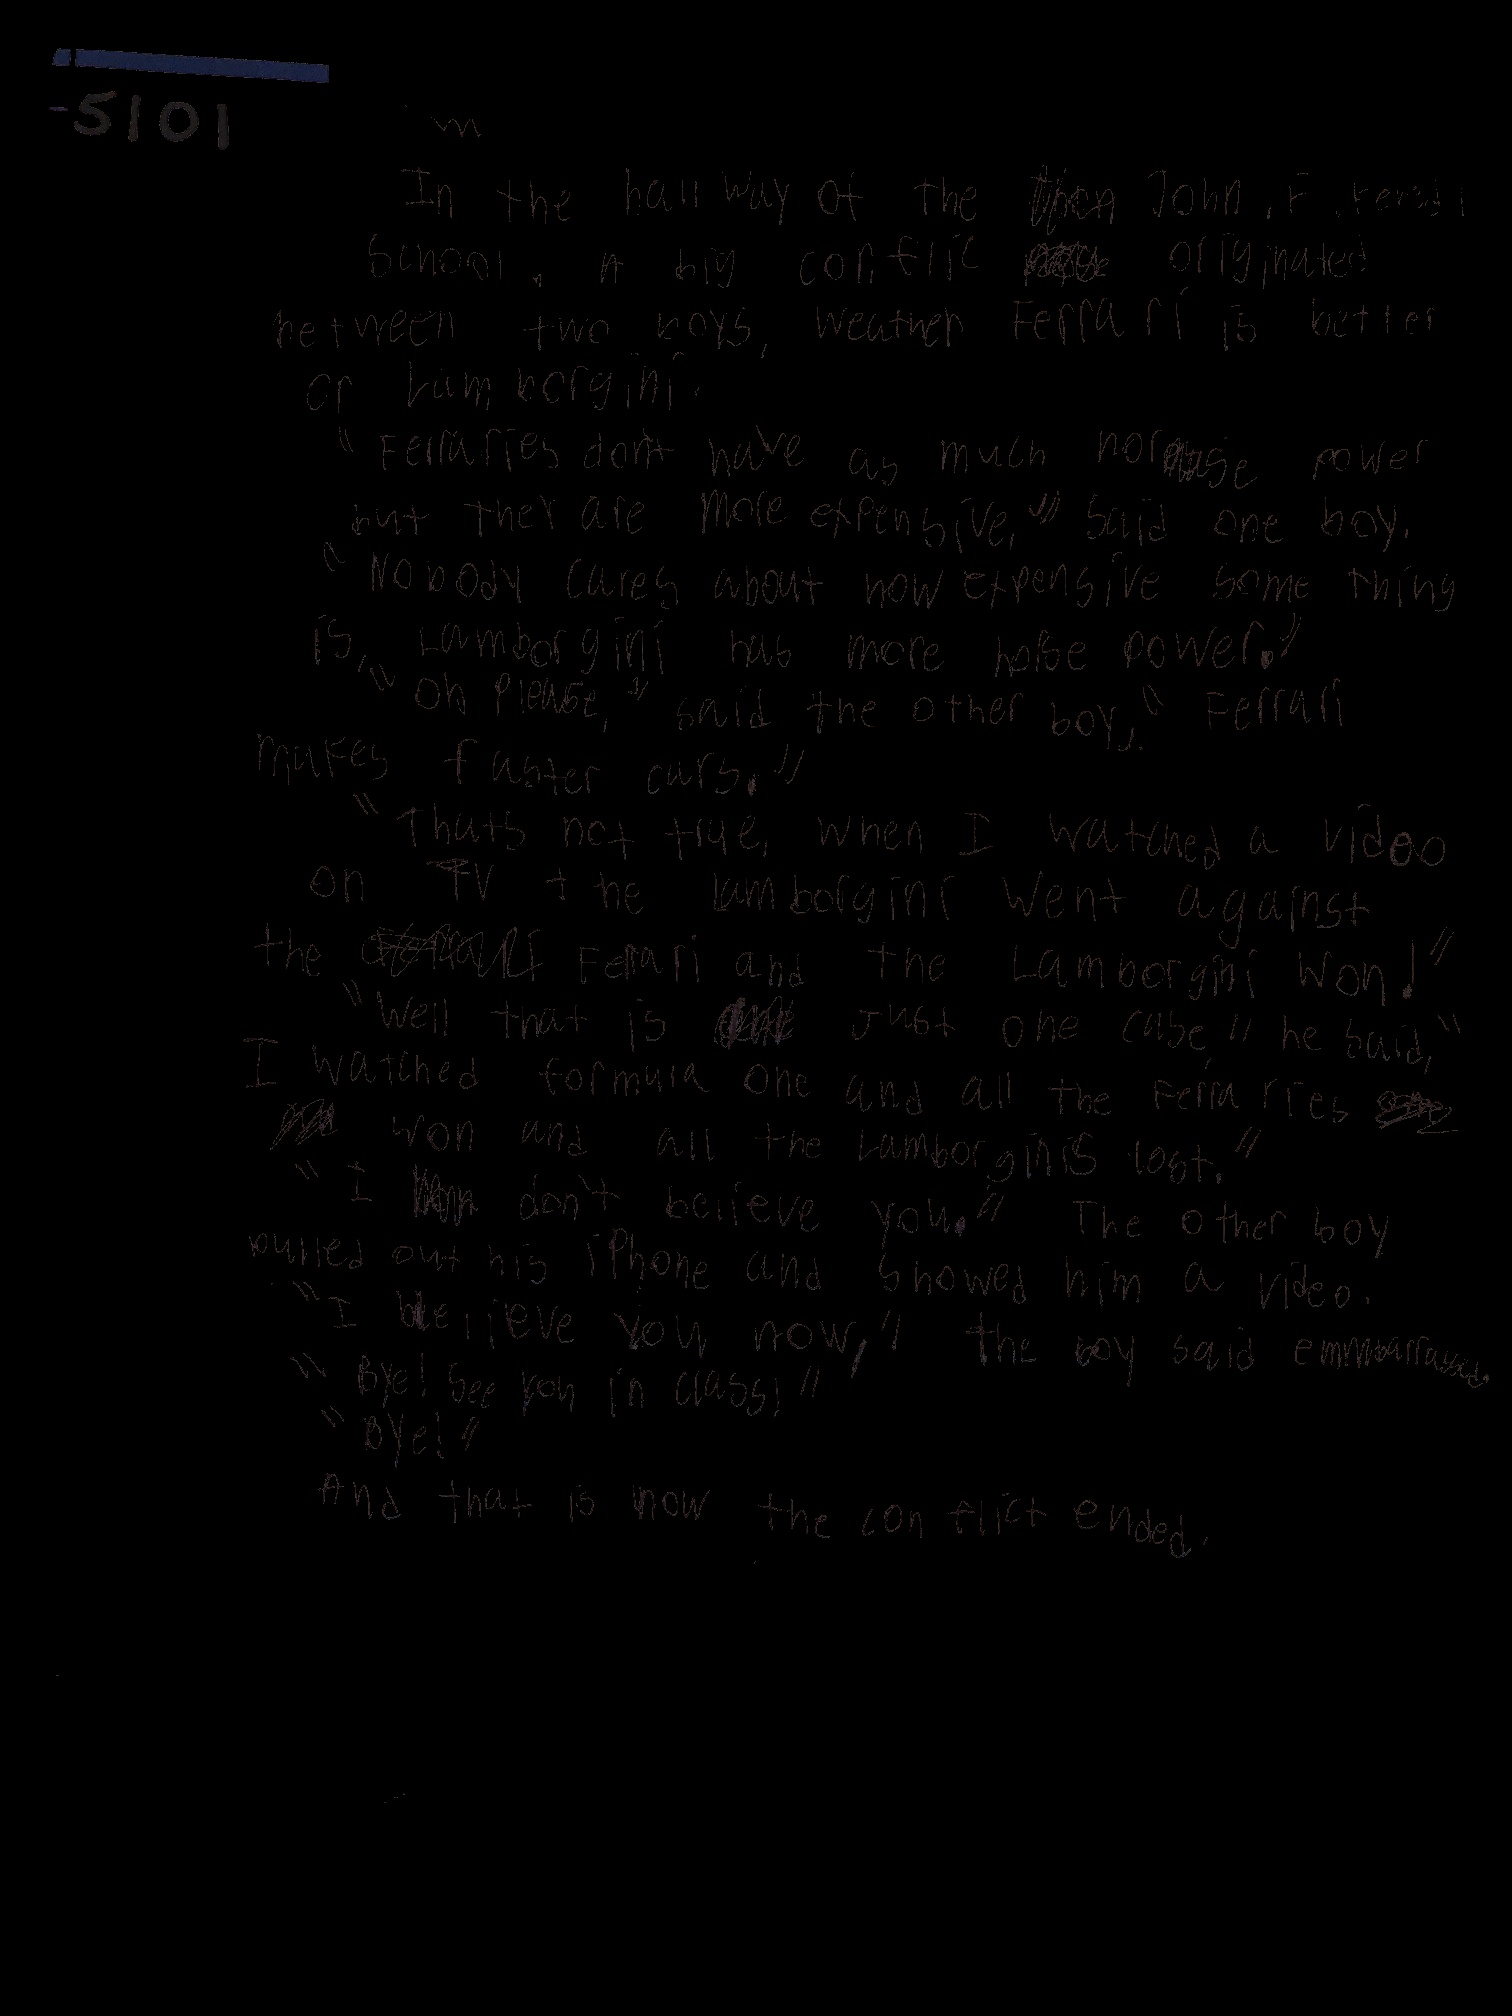 -5101
In the hallway of the John. F. 
School. A big conflic originated
between two boys, weather Ferrari is better
or Lamborgini.
"Ferraries don't have as much horse power
but they are more expensive," said one boy.
"Nobody cares about how expensive some thing
is, Lamborgini has more horse power."
"Oh please," said the other boy, "Ferrari
makes faster cars."
"Thats not true, when I watched a video
on TV the lamborgini went against
the Ferrari and the Lamborgini won!"
"Well that is just one case," he said, "
I watched formula one and all the Ferraries
won and all the Lamborginis lost."
"I don't believe you." The other boy
pulled out his iPhone and showed him a video.
"I believe you now," the boy said emmbarrassed.
"Bye! See you in class!"
"Bye!"
And that is how the conflict ended.